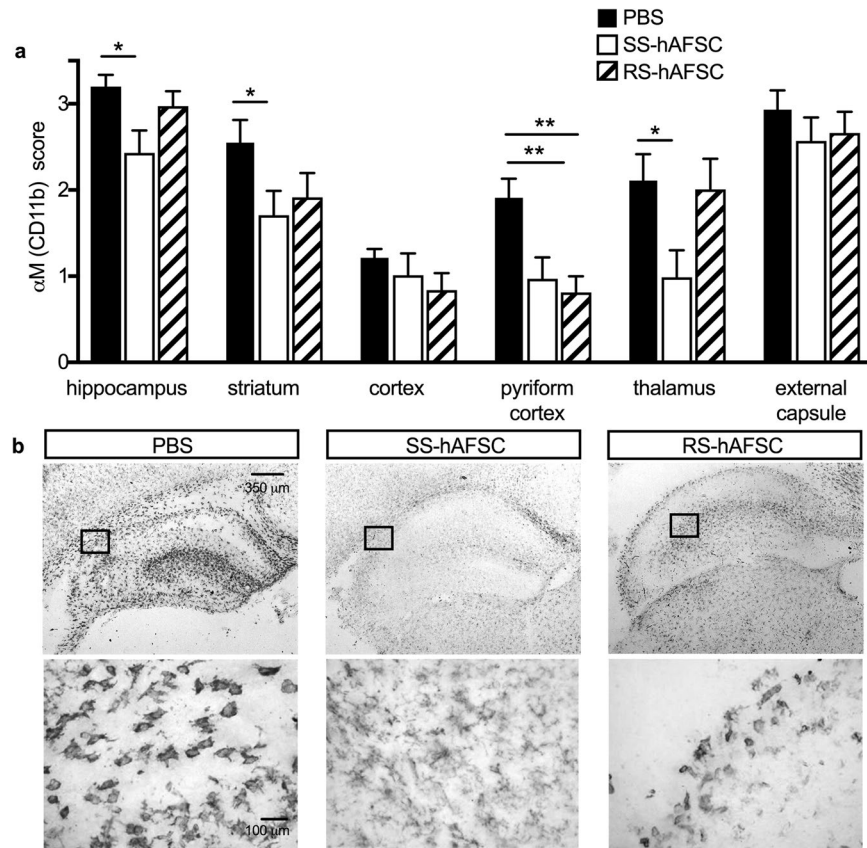 PBS
SS-hAFSC
RS-hAFSC
a
*
*
**
**
*
αM (CD11b) score
3
2
1
0
hippocampus
striatum
cortex
pyriform
cortex
thalamus
external
capsule
b
PBS
SS-hAFSC
RS-hAFSC
350 μm
100 μm